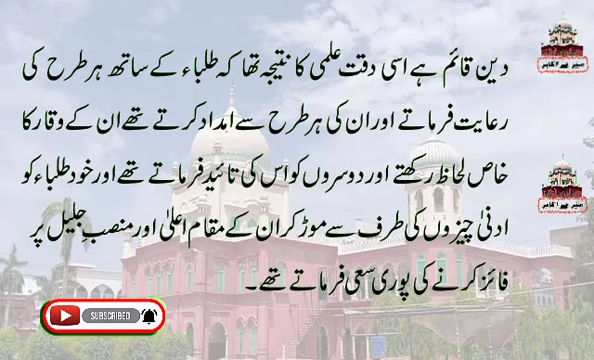 دین قائم ہے اسی دقت علمی کا نتیجہ تھا کہ طلباء کے ساتھ ہر طرح کی
رعایت فرماتے اور ان کی ہر طرح سے امداد کرتے تھے ان کے وقار کا
خاص لحاظ رکھتے اور دوسروں کو اس کی تائید فرماتے تھے اور خود طلباء کو
ادنیٰ چیزوں کی طرف سے موڑ کر ان کے مقام اعلیٰ اور منصبِ جلیل پر
فائز کرنے کی پوری سعی فرماتے تھے۔
SUBSCRIBED